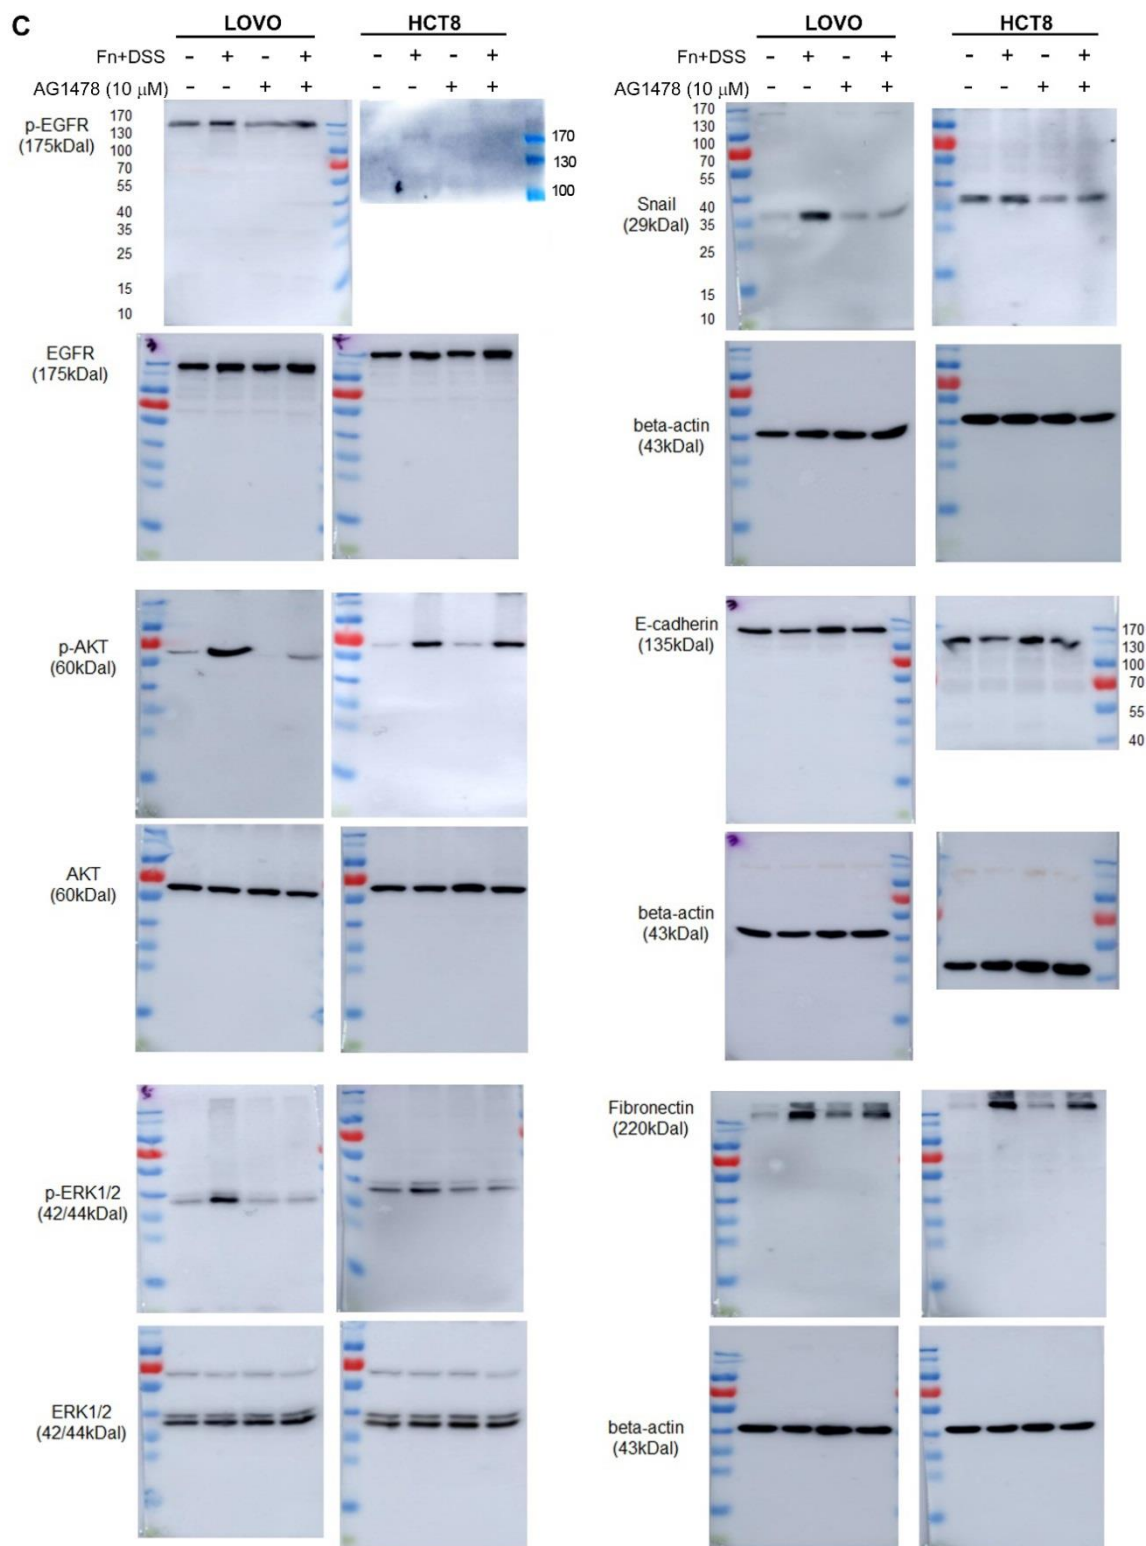 C
LOVO
HCT8
Fn+DSS - + - + - + - +
AG1478 (10 μM) - - + + - - + +
p-EGFR
(175kDal)
170
130
100
70
55
40
35
25
15
10
170
130
100
EGFR
(175kDal)
p-AKT
(60kDal)
AKT
(60kDal)
p-ERK1/2
(42/44kDal)
ERK1/2
(42/44kDal)
LOVO
HCT8
Fn+DSS - + - + - + - +
AG1478 (10 μM) - - + + - - + +
170
130
100
70
55
40
35
25
15
10
Snail
(29kDal)
beta-actin
(43kDal)
E-cadherin
(135kDal)
170
130
100
70
55
40
beta-actin
(43kDal)
Fibronectin
(220kDal)
beta-actin
(43kDal)